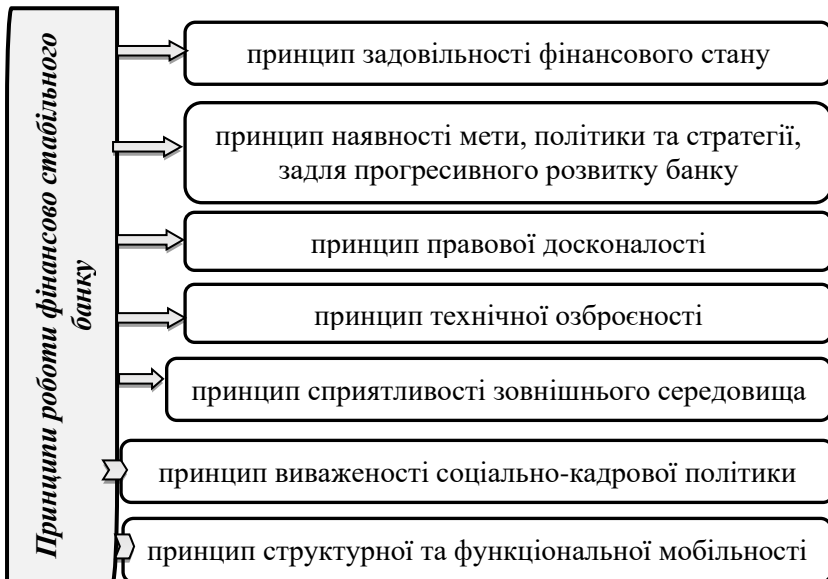 Принципи роботи фінансово стабільного
банку
принцип задовільності фінансового стану
принцип наявності мети, політики та стратегії,
задля прогресивного розвитку банку
принцип правової досконалості
принцип технічної озброєності
принцип сприятливості зовнішнього середовища
принцип виваженості соціально-кадрової політики
принцип структурної та функціональної мобільності